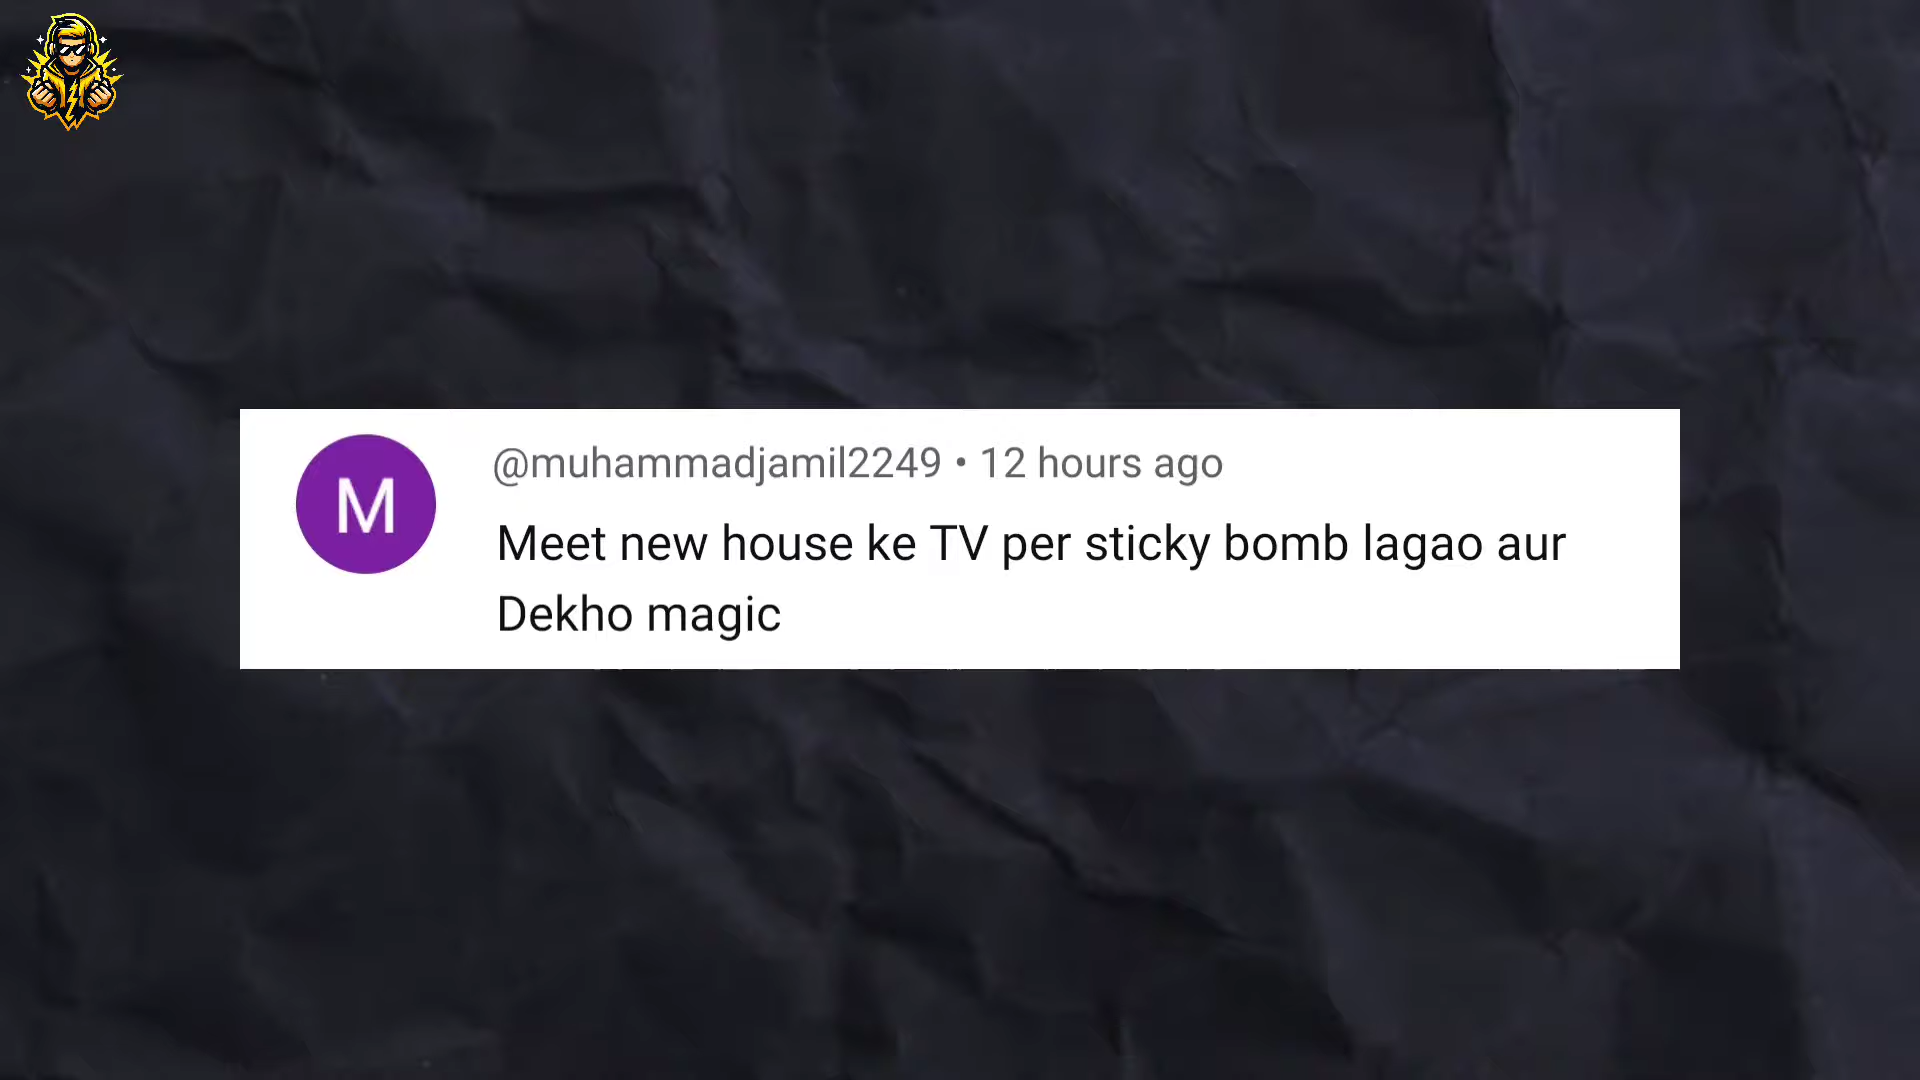 M
@muhammadjamil2249 • 12 hours ago
Meet new house ke TV per sticky bomb lagao aur
Dekho magic